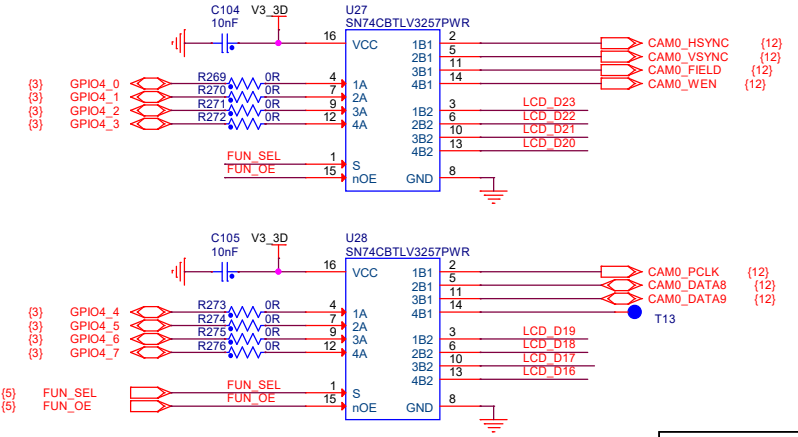 C104 V3_3D U27
10nF SN74CBTLV3257PWR
16 VCC 1B1 2 CAM0_HSYNC {12}
2B1 5 CAM0_VSYNC {12}
3B1 11 CAM0_FIELD {12}
4B1 14 CAM0_WEN {12}
{3} GPIO4_0 R269 0R 4 1A
{3} GPIO4_1 R270 0R 7 2A
{3} GPIO4_2 R271 0R 9 3A
{3} GPIO4_3 R272 0R 12 4A
1B2 3 LCD_D23
2B2 6 LCD_D22
3B2 10 LCD_D21
4B2 13 LCD_D20
FUN_SEL 1 S
FUN_OE 15 nOE GND 8
C105 V3_3D U28
10nF SN74CBTLV3257PWR
16 VCC 1B1 2 CAM0_PCLK {12}
2B1 5 CAM0_DATA8 {12}
3B1 11 CAM0_DATA9 {12}
4B1 14 T13
{3} GPIO4_4 R273 0R 4 1A
{3} GPIO4_5 R274 0R 7 2A
{3} GPIO4_6 R275 0R 9 3A
{3} GPIO4_7 R276 0R 12 4A
1B2 3 LCD_D19
2B2 6 LCD_D18
3B2 10 LCD_D17
4B2 13 LCD_D16
{5} FUN_SEL FUN_SEL 1 S
{5} FUN_OE FUN_OE 15 nOE GND 8